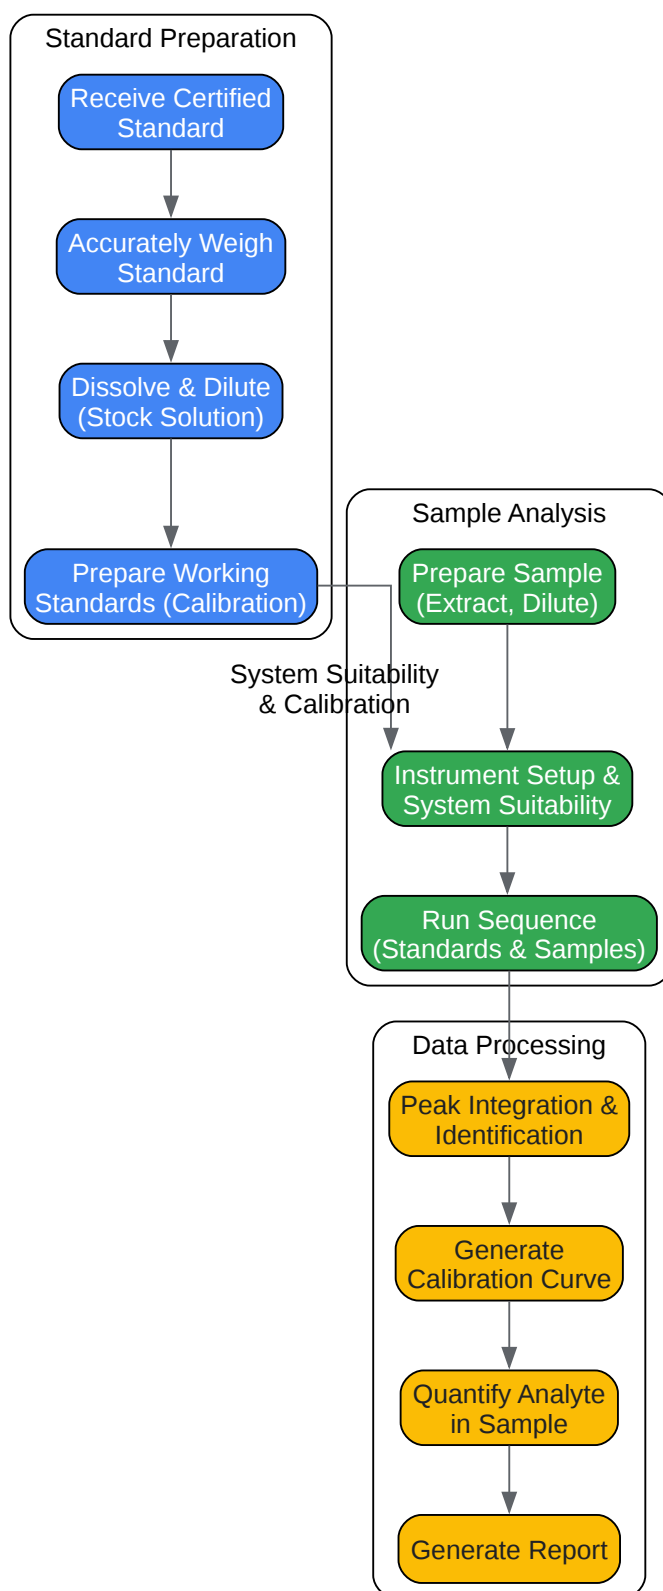 Standard Preparation
Receive Certified
Standard
Accurately Weigh
Standard
Dissolve & Dilute
(Stock Solution)
Prepare Working
Standards (Calibration)
System Suitability
& Calibration
Sample Analysis
Prepare Sample
(Extract, Dilute)
Instrument Setup &
System Suitability
Run Sequence
(Standards & Samples)
Data Processing
Peak Integration &
Identification
Generate
Calibration Curve
Quantify Analyte
in Sample
Generate Report